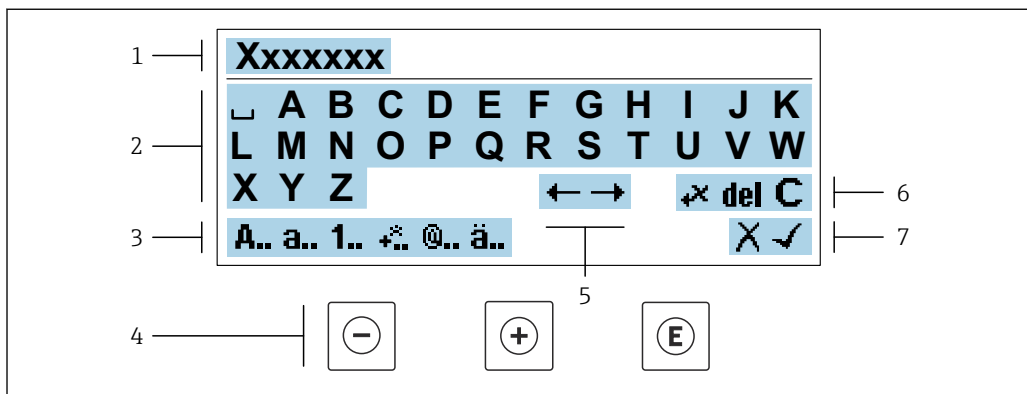 1 Xxxxxxx
2 ␣ A B C D E F G H I J K
L M N O P Q R S T U V W
X Y Z ← → ↚x del C 6
3 A.. a.. 1.. +*.. @.. ä.. X ✓ 7
5
4 − + E